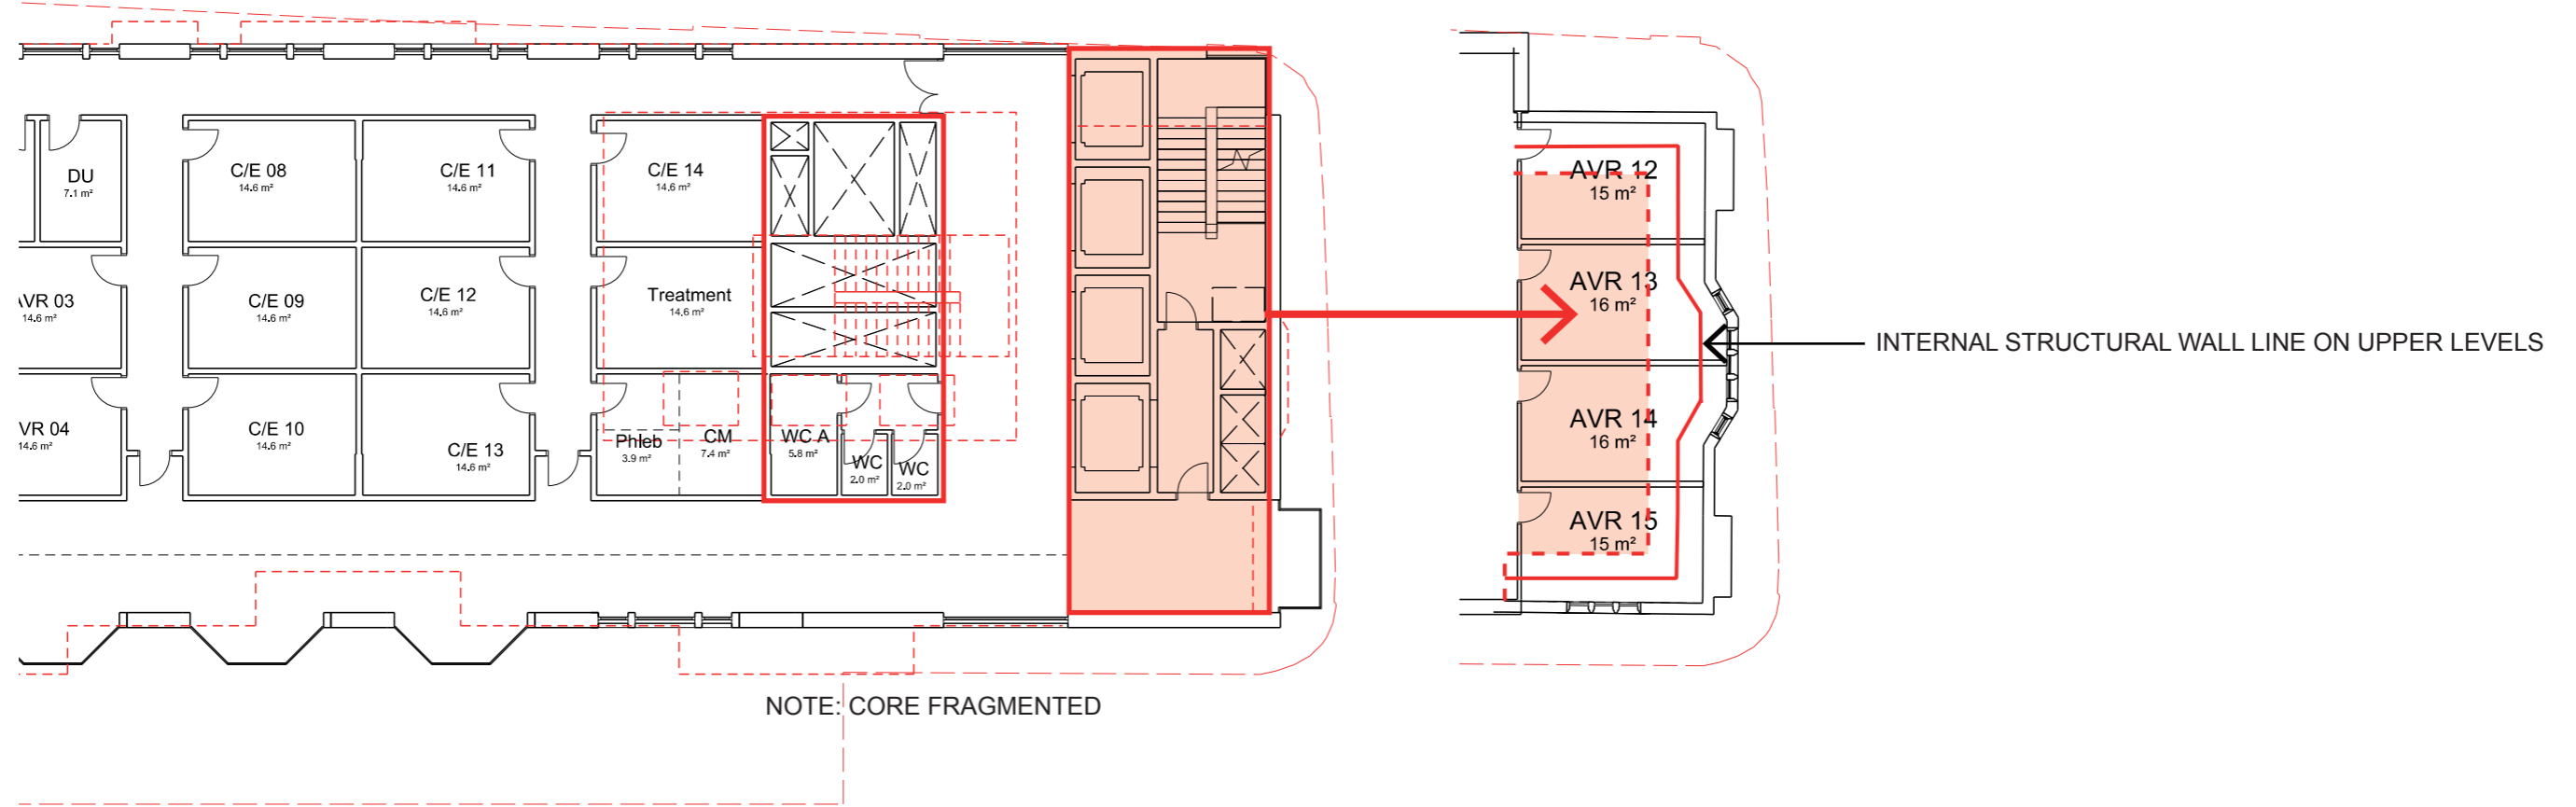 DU
7.1 m²
C/E 08
14.6 m²
C/E 11
14.6 m²
C/E 14
14.6 m²
AVR 03
14.6 m²
C/E 09
14.6 m²
C/E 12
14.6 m²
Treatment
14.6 m²
VR 04
14.6 m²
C/E 10
14.6 m²
C/E 13
14.6 m²
Phleb
3.9 m²
CM
7.4 m²
WC A
5.8 m²
WC
2.0 m²
WC
2.0 m²
NOTE: CORE FRAGMENTED
AVR 12
15 m²
AVR 13
16 m²
AVR 14
16 m²
AVR 15
15 m²
INTERNAL STRUCTURAL WALL LINE ON UPPER LEVELS